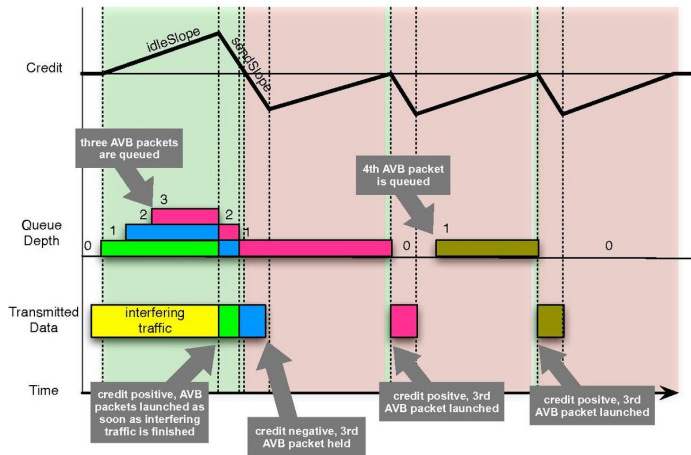 idleSlope
sendSlope
Credit
three AVB packets
are queued
4th AVB packet
is queued
3
2
2
1
1
1
Queue
Depth
0
0
0
Transmitted
Data
interfering
traffic
credit positive, AVB
packets launched as
soon as interfering
traffic is finished
credit negative, 3rd
AVB packet held
credit positve, 3rd
AVB packet launched
credit positve, 3rd
AVB packet launched
Time